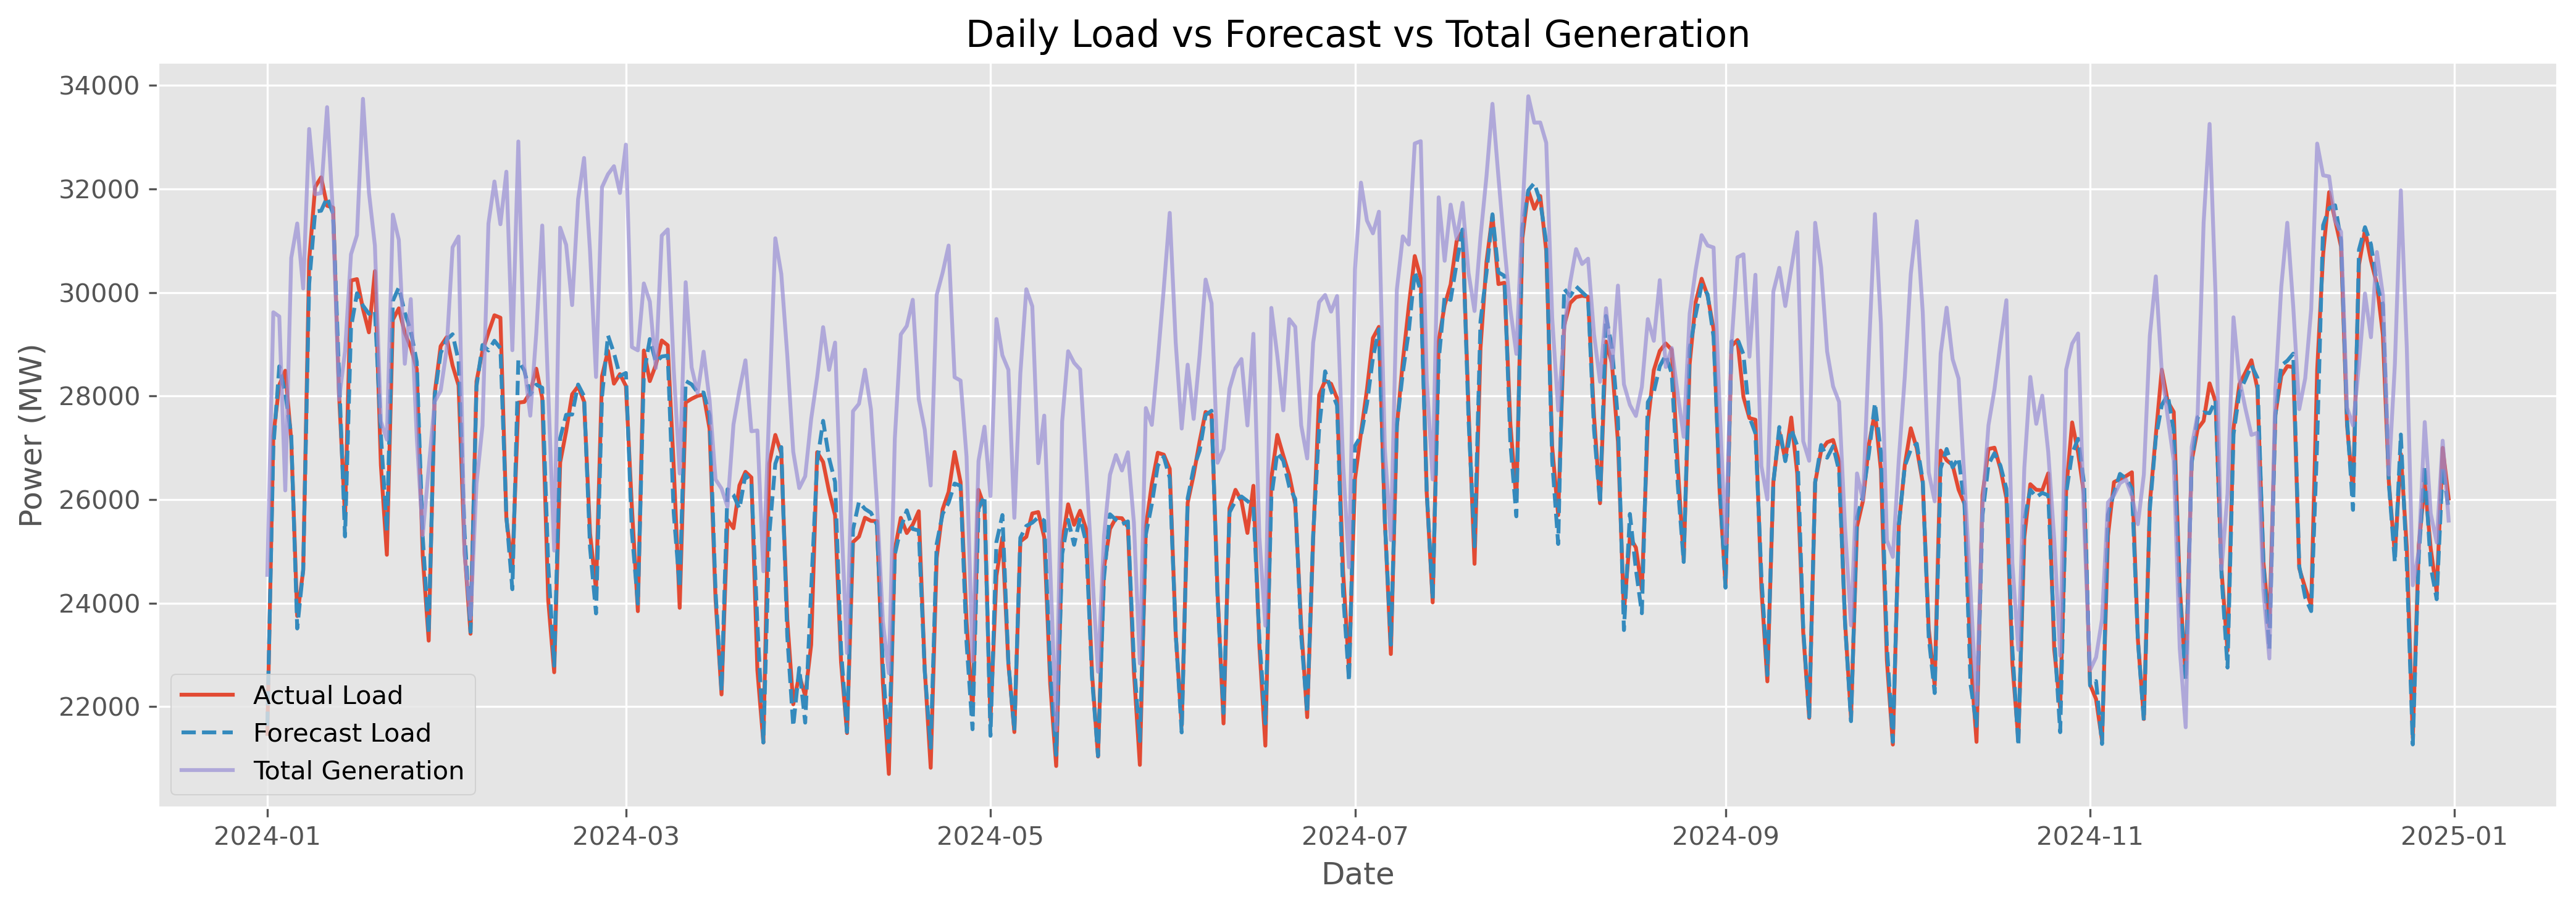 Daily Load vs Forecast vs Total Generation
34000
32000
30000
28000
26000
24000
22000
Power (MW)
Actual Load
Forecast Load
Total Generation
2024-01
2024-03
2024-05
2024-07
2024-09
2024-11
2025-01
Date